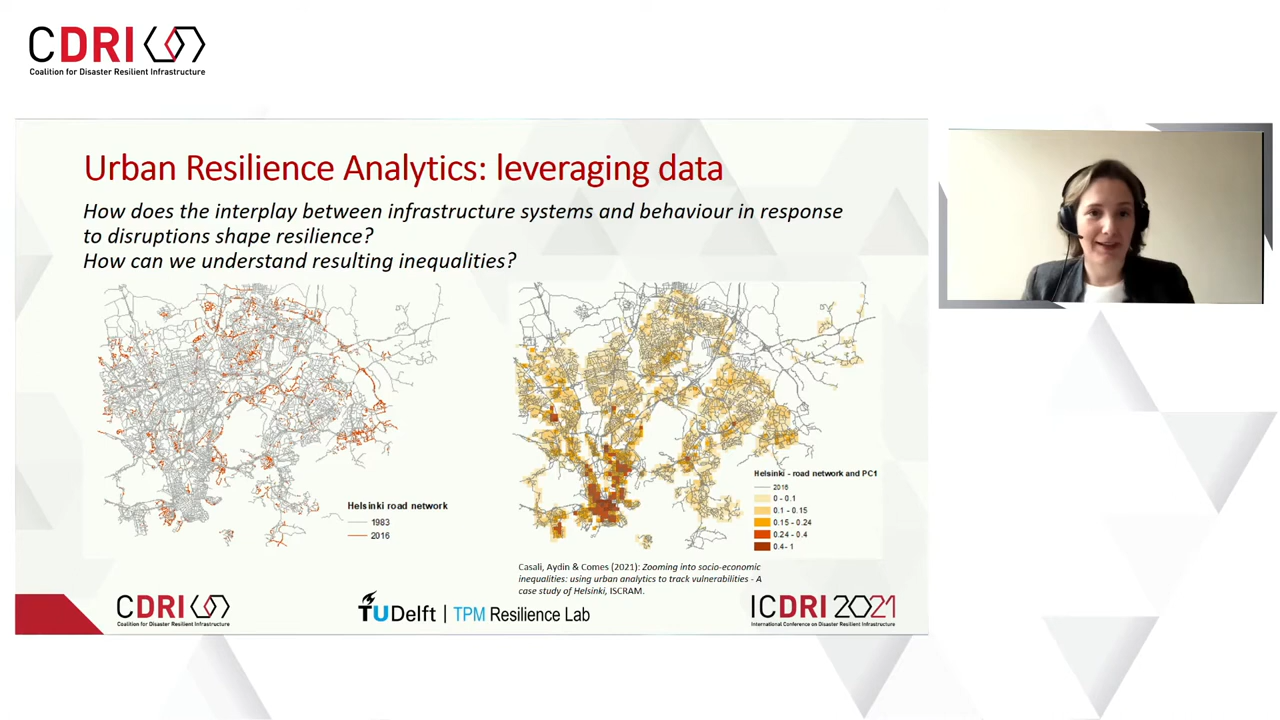 CDRI
Coalition for Disaster Resilient Infrastructure
Urban Resilience Analytics: leveraging data
How does the interplay between infrastructure systems and behaviour in response
to disruptions shape resilience?
How can we understand resulting inequalities?
Helsinki road network
1983
2016
Helsinki - road network and PC1
2016
0 - 0.1
0.1 - 0.15
0.15 - 0.24
0.24 - 0.4
0.4- 1
Casali, Aydin & Comes (2021): Zooming into socio-economic
inequalities: using urban analytics to track vulnerabilities - A
case study of Helsinki, ISCRAM.
CDRI
Coalition for Disaster Resilient Infrastructure
TUDelft | TPM Resilience Lab
ICDRI 2021
International Conference on Disaster Resilient Infrastructure